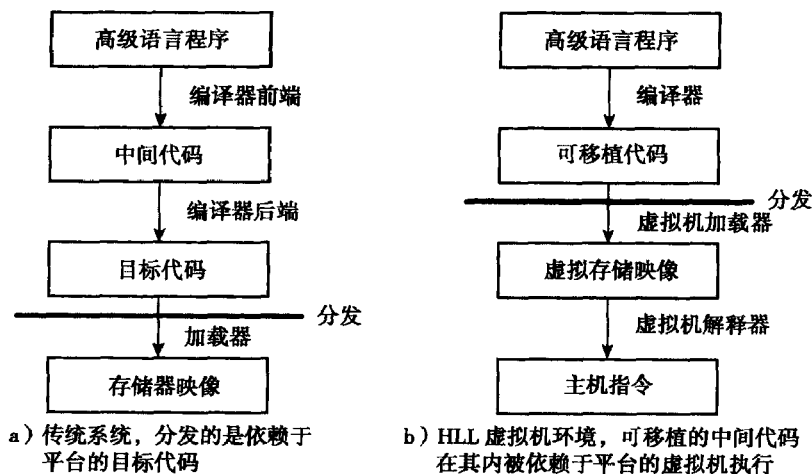 高级语言程序
编译器前端
中间代码
编译器后端
目标代码
分发
加载器
存储器映像
a）传统系统，分发的是依赖于
平台的目标代码
高级语言程序
编译器
可移植代码
分发
虚拟机加载器
虚拟存储映像
虚拟机解释器
主机指令
b）HLL 虚拟机环境，可移植的中间代码
在其内被依赖于平台的虚拟机执行